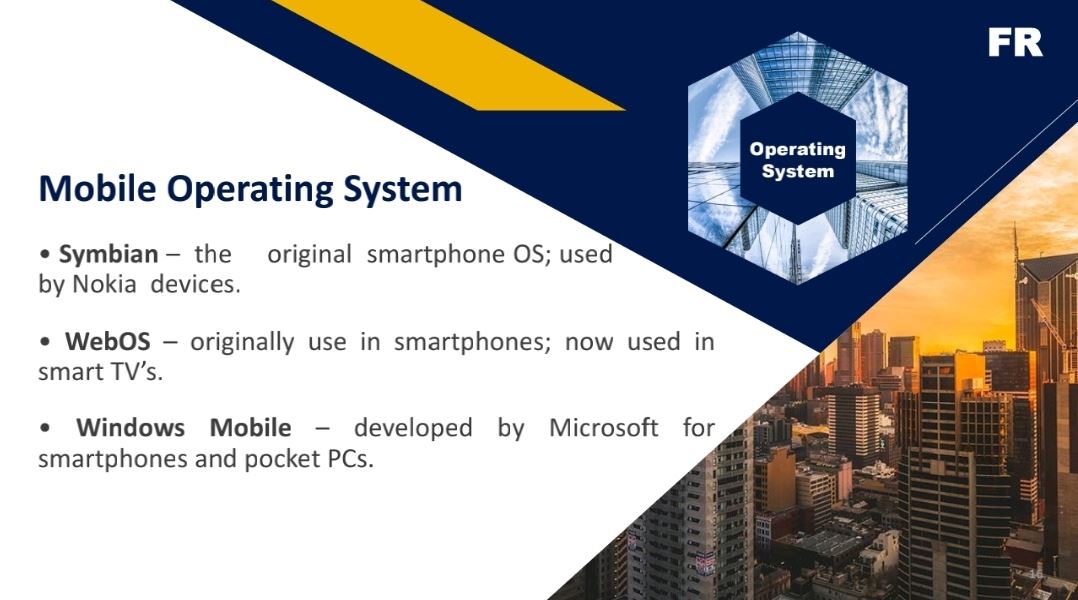 FR
Operating
System
Mobile Operating System
• Symbian – the original smartphone OS; used
by Nokia devices.
• WebOS – originally use in smartphones; now used in
smart TV’s.
• Windows Mobile – developed by Microsoft for
smartphones and pocket PCs.
16